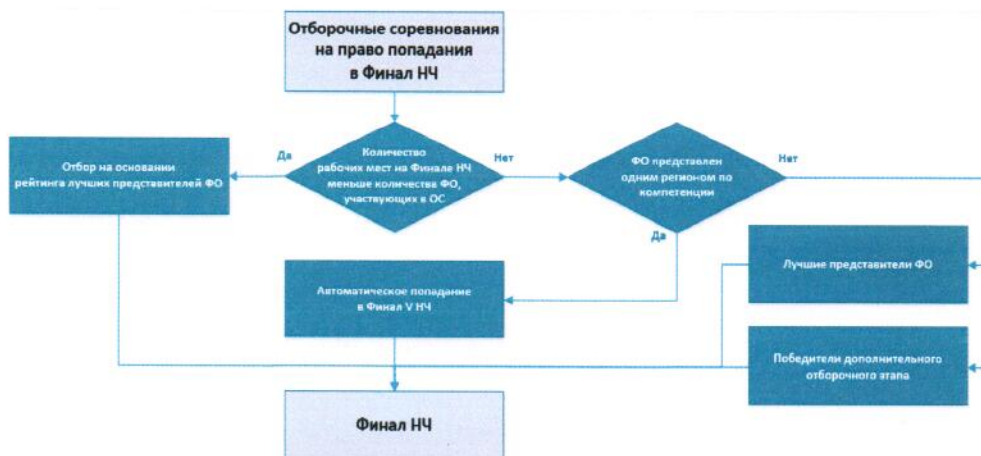 Отборочные соревнования
на право попадания
в Финал НЧ
Количество
рабочих мест на Финале НЧ
меньше количества ФО,
участвующих в ОС
Да
Нет
Отбор на основании
рейтинга лучших представителей ФО
ФО представлен
одним регионом по
компетенции
Нет
Да
Лучшие представители ФО
Автоматическое попадание
в Финал V НЧ
Победители дополнительного
отборочного этапа
Финал НЧ